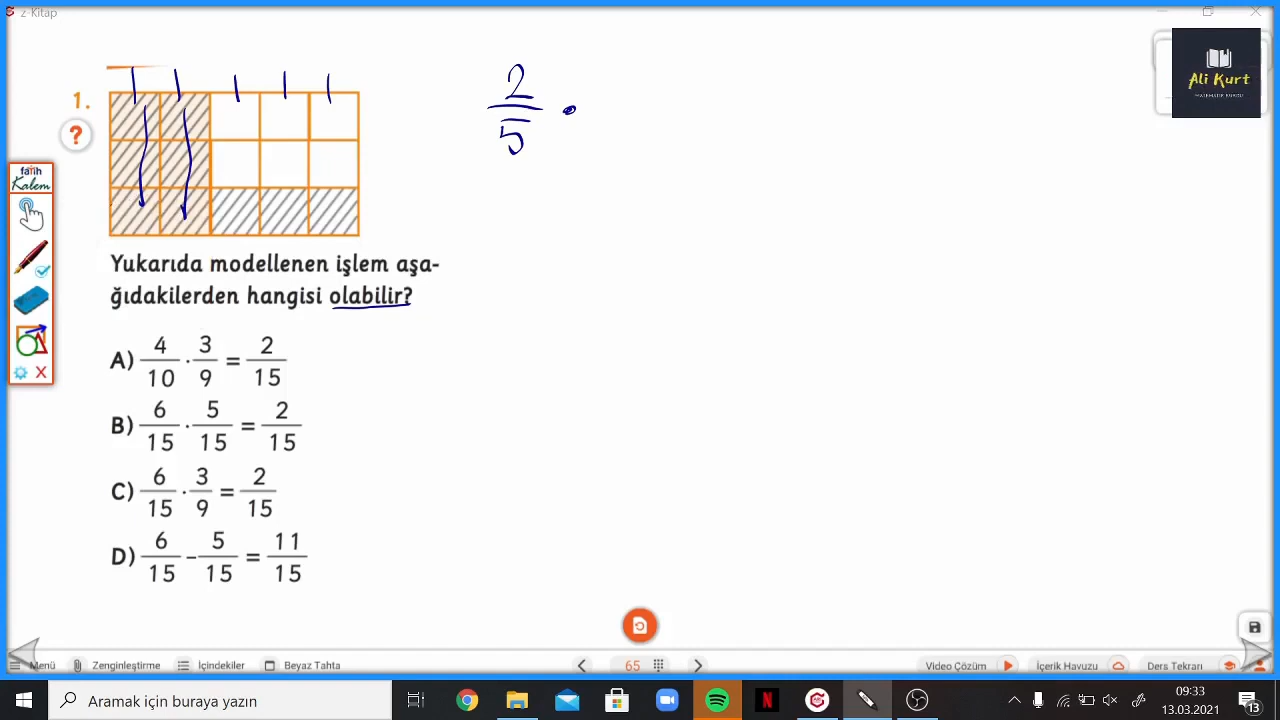 z-Kitap
Ali Kurt
1.
?
2/5 ·
fatih
Kalem
Yukarıda modellenen işlem aşa-
ğıdakilerden hangisi olabilir?
A) 4/10 · 3/9 = 2/15
B) 6/15 · 5/15 = 2/15
C) 6/15 · 3/9 = 2/15
D) 6/15 - 5/15 = 11/15
Menü Zenginleştirme İçindekiler Beyaz Tahta 65 Video Çözüm İçerik Havuzu Ders Tekrarı
Aramak için buraya yazın
09:33
13.03.2021
13